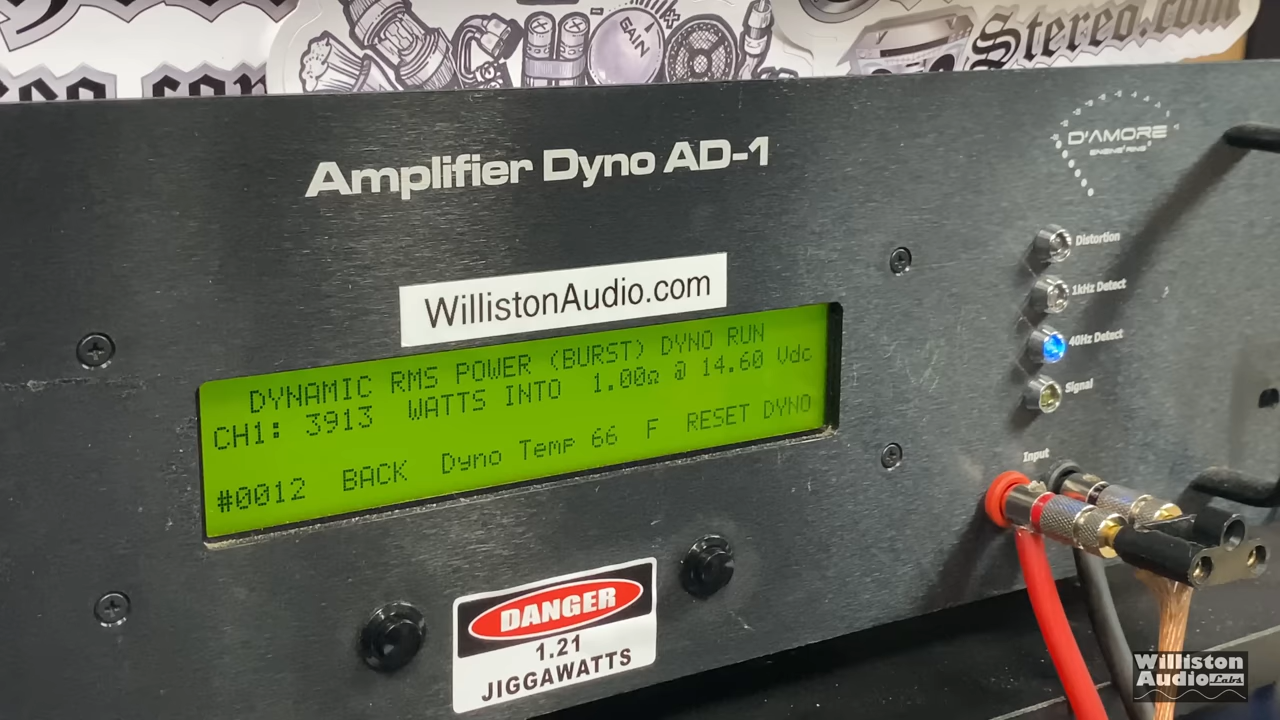 GAIN
Stereo.com
Amplifier Dyno AD-1
D'AMORE
WillistonAudio.com
DYNAMIC RMS POWER (BURST) DYNO RUN
CH1: 3913 WATTS INTO 1.00Ω @ 14.60 Vdc
#0012 BACK Dyno Temp 66 F RESET DYNO
Distortion
1kHz Detect
40Hz Detect
Signal
Input
DANGER
1.21
JIGGAWATTS
Williston
Audio Labs